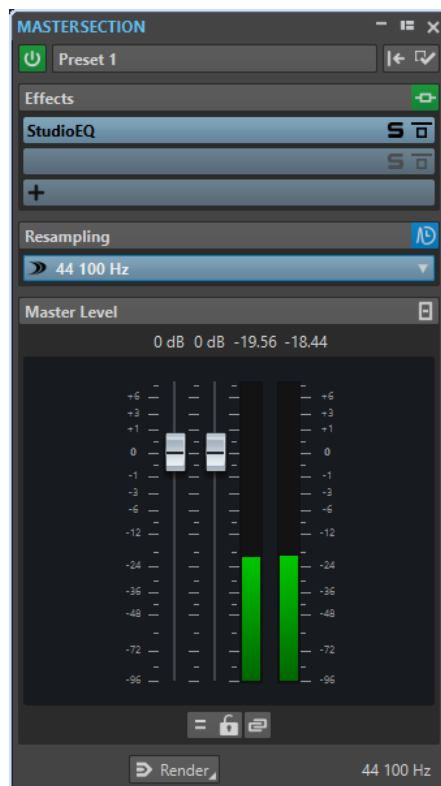 MASTERSECTION
Preset 1
Effects
StudioEQ S
S
Resampling
44 100 Hz
Master Level
0 dB 0 dB -19.56 -18.44
+6 +6
+3 +3
+1 +1
0 0
-1 -1
-3 -3
-6 -6
-12 -12
-24 -24
-36 -36
-48 -48
-72 -72
-96 -96
Render 44 100 Hz